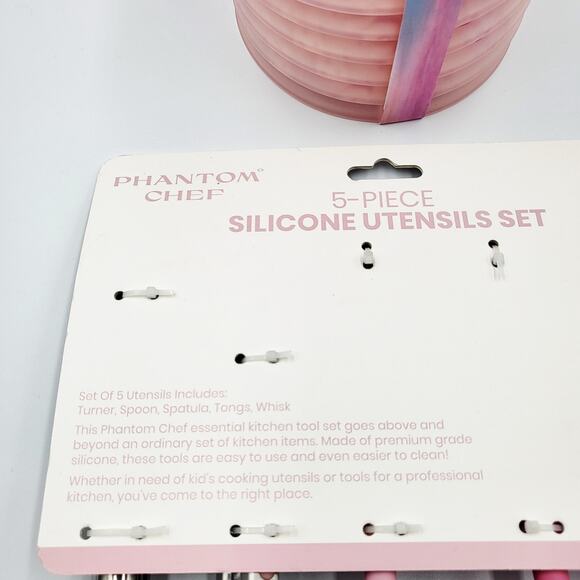 PHANTOM®
CHEF
5-PIECE
SILICONE UTENSILS SET
Set Of 5 Utensils Includes:
Turner, Spoon, Spatula, Tangs, Whisk
This Phantom Chef essential kitchen tool set goes above and
beyond an ordinary set of kitchen items. Made of premium grade
silicone, these tools are easy to use and even easier to clean!
Whether in need of kid's cooking utensils or tools for a professional
kitchen, you've come to the right place.